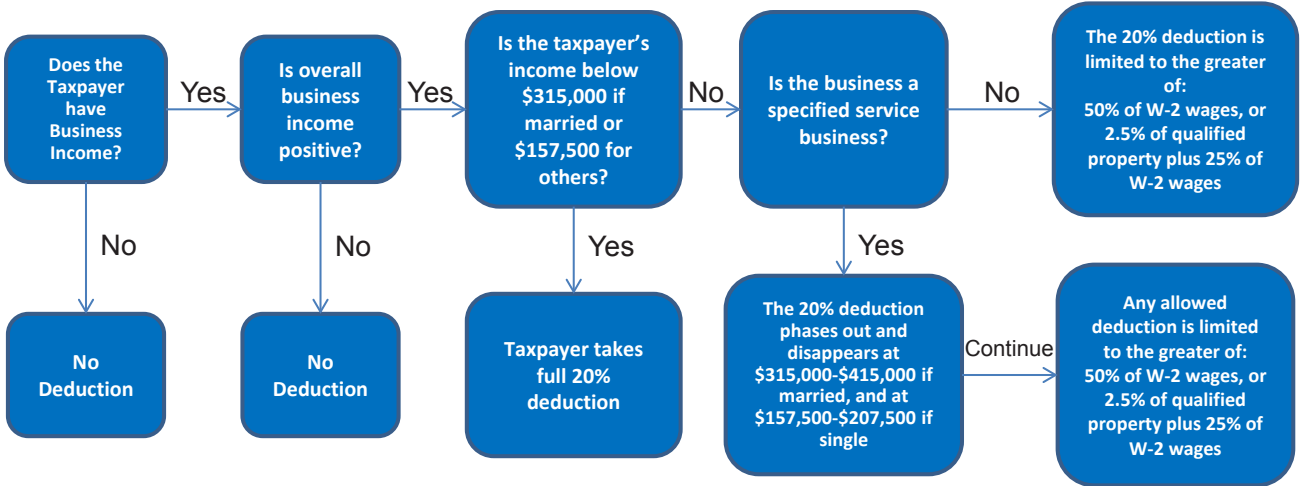 Does the
Taxpayer
have
Business
Income?
Yes
Is overall
business
income
positive?
Yes
Is the taxpayer’s
income below
$315,000 if
married or
$157,500 for
others?
No
Is the business a
specified service
business?
No
The 20% deduction is
limited to the greater
of:
50% of W-2 wages, or
2.5% of qualified
property plus 25% of
W-2 wages
No
No
Yes
Yes
No
Deduction
No
Deduction
Taxpayer takes
full 20%
deduction
The 20% deduction
phases out and
disappears at
$315,000-$415,000 if
married, and at
$157,500-$207,500 if
single
Continue
Any allowed
deduction is limited
to the greater of:
50% of W-2 wages, or
2.5% of qualified
property plus 25% of
W-2 wages